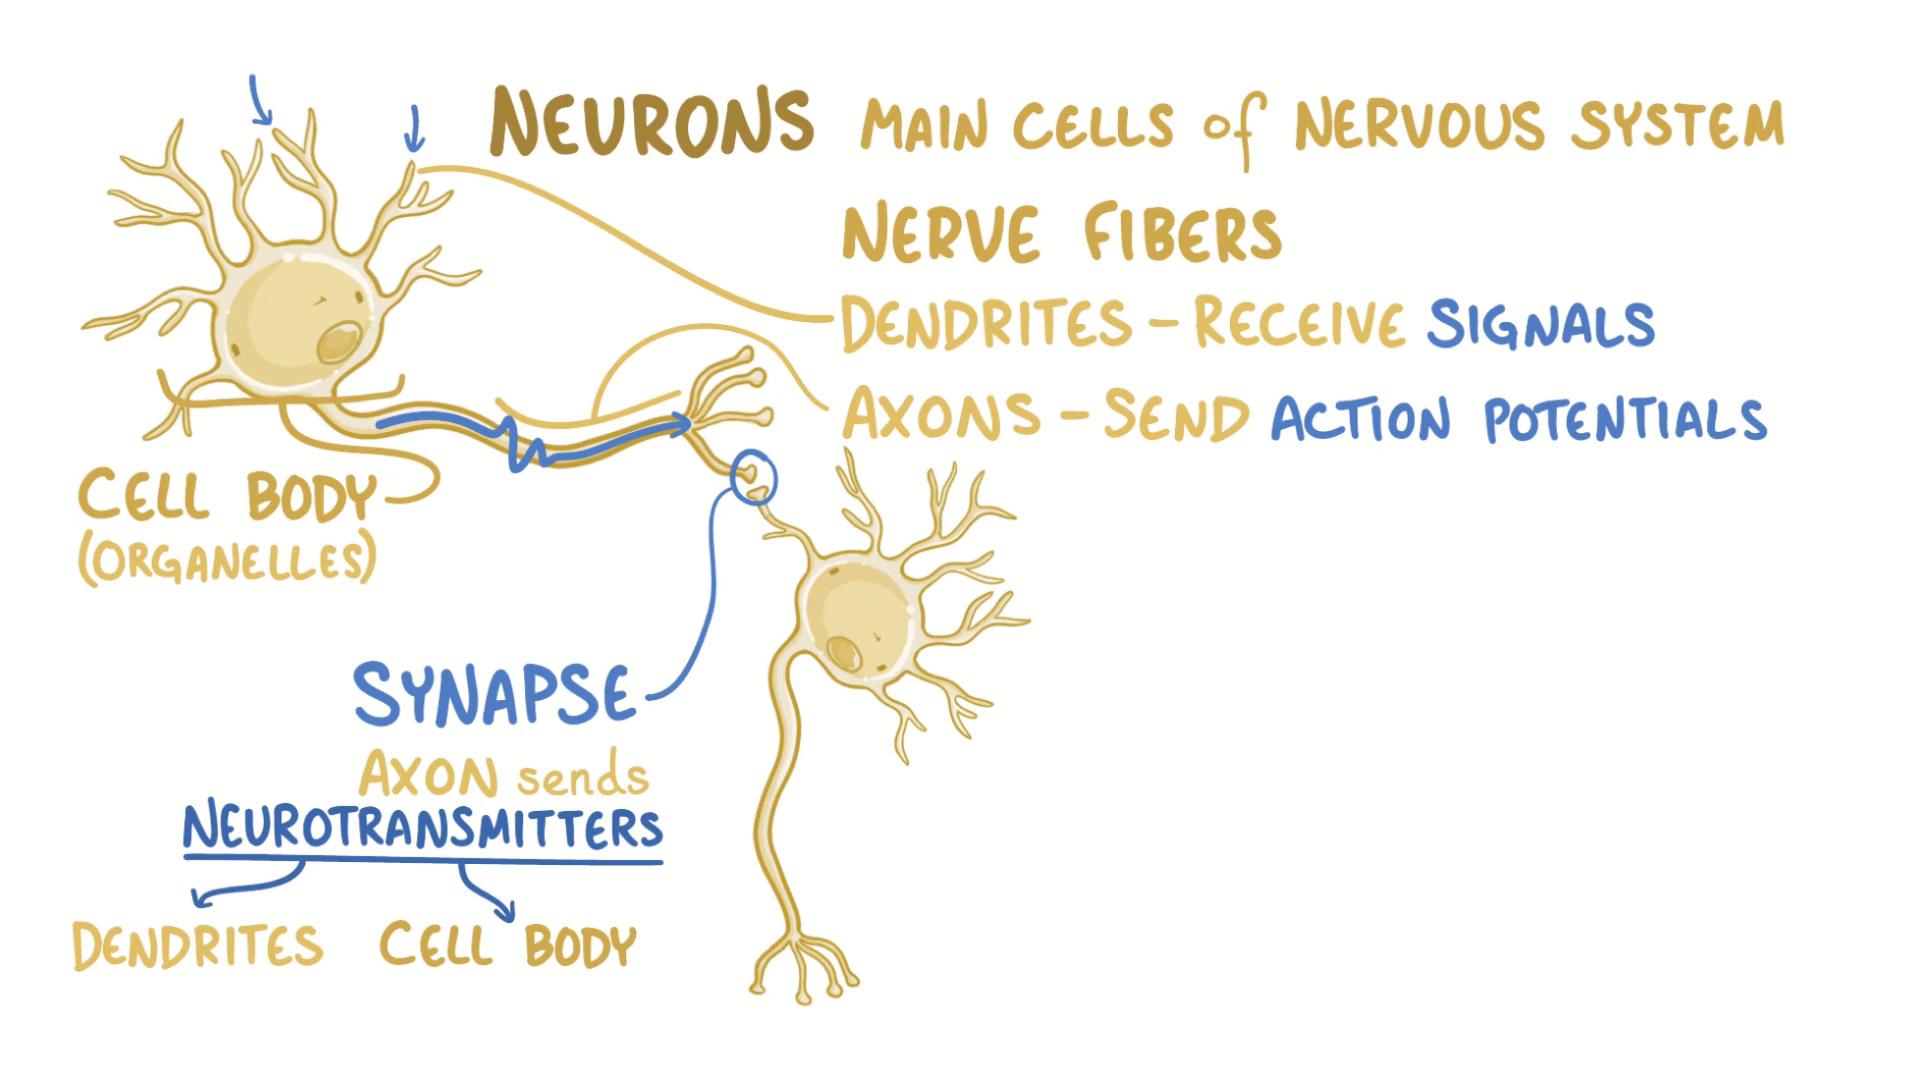 NEURONS MAIN CELLS of NERVOUS SYSTEM
NERVE FIBERS
DENDRITES - RECEIVE SIGNALS
AXONS - SEND ACTION POTENTIALS
CELL BODY
(ORGANELLES)
SYNAPSE
AXON sends
NEUROTRANSMITTERS
DENDRITES CELL BODY